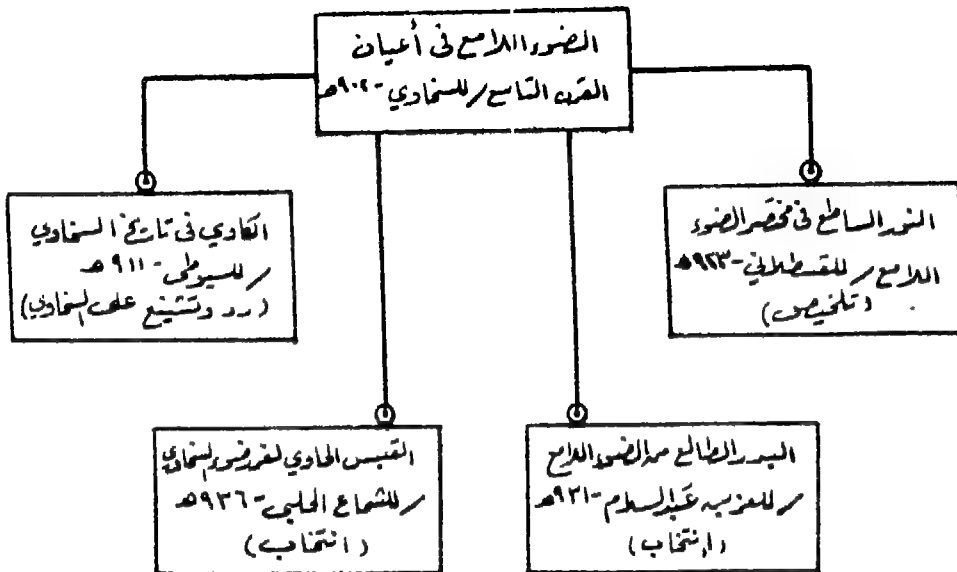 الضوء اللامع في أعيان
القرن التاسع / للسخاوي - ٩٠٢هـ
النور الساطع في مختصر الضوء
اللامع / للقسطلاني - ٩٢٣هـ
(تلخيص)
الكاوي في تاريخ السخاوي
/ للسيوطي - ٩١١هـ
(رد وتشنيع على السخاوي)
البدر الطالع من الضوء اللامع
/ للعز بن عبد السلام - ٩٣١هـ
(انتخاب)
القبس الحاوي لغرر ضوء السخاوي
/ للشماع الحلبي - ٩٣٦هـ
(انتخاب)